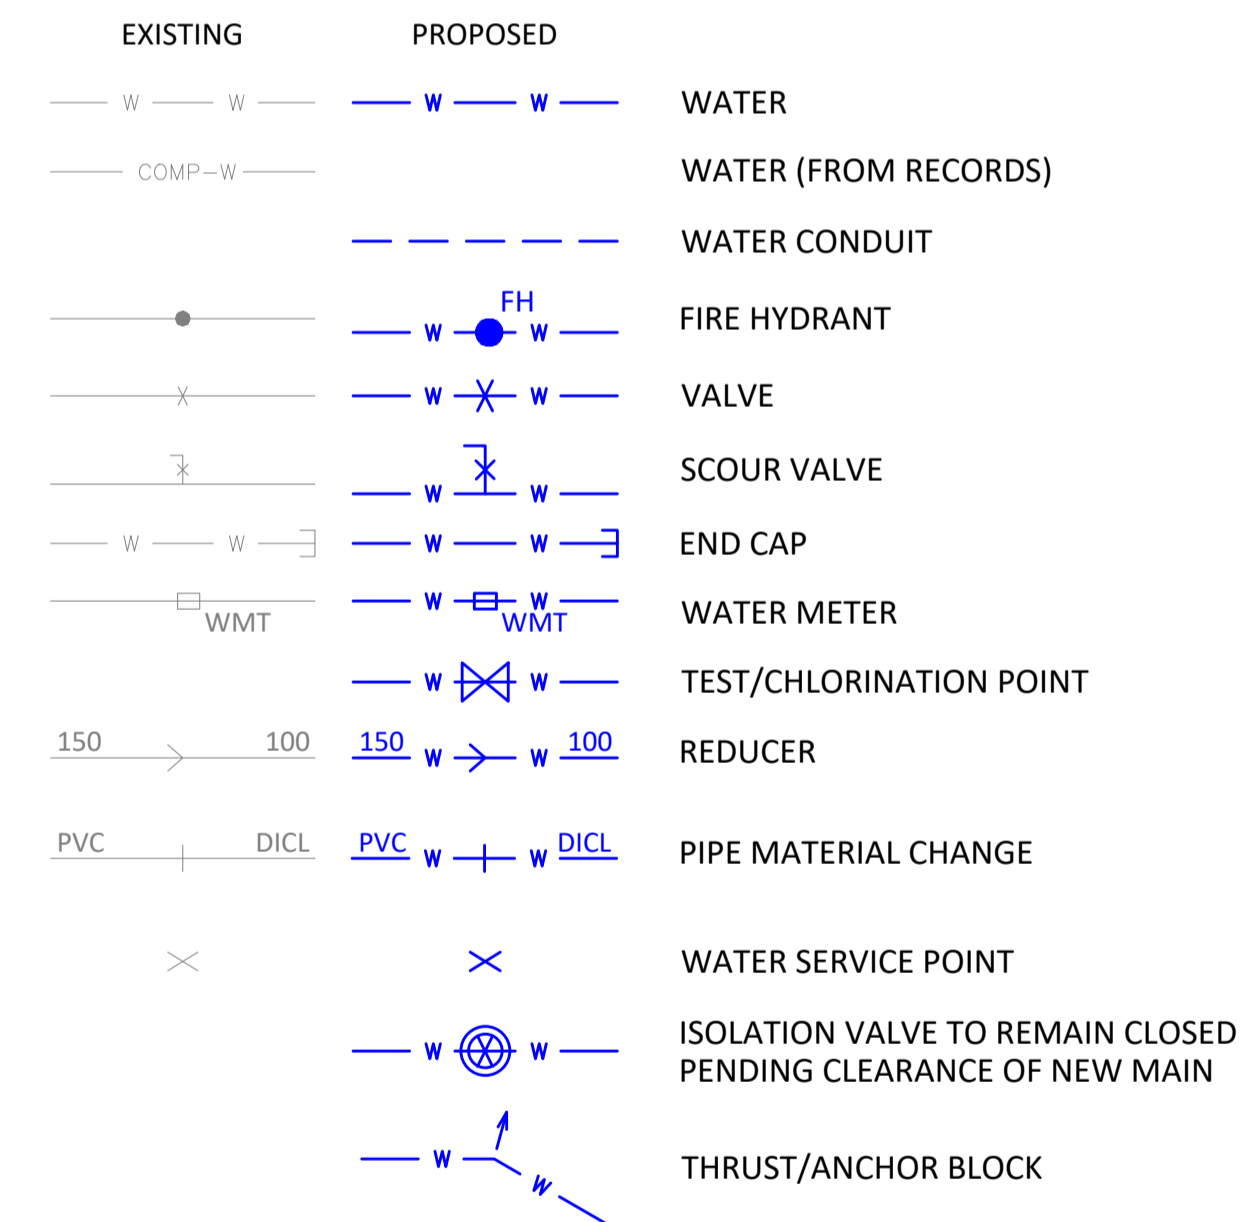 EXISTING PROPOSED
W W W W WATER
COMP-W WATER (FROM RECORDS)
WATER CONDUIT
FH
W W FIRE HYDRANT
W W VALVE
W W SCOUR VALVE
W W W W END CAP
W W WATER METER
WMT WMT
W W TEST/CHLORINATION POINT
150 100 150 W W 100 REDUCER
PVC DICL PVC W W DICL PIPE MATERIAL CHANGE
WATER SERVICE POINT
W W ISOLATION VALVE TO REMAIN CLOSED
PENDING CLEARANCE OF NEW MAIN
W W THRUST/ANCHOR BLOCK